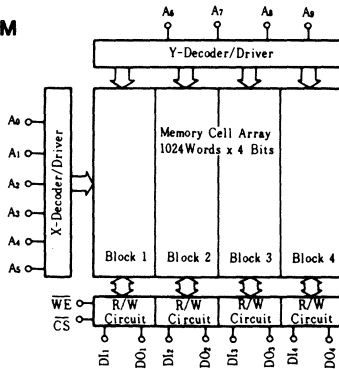 M
A₆ A₇ A₈ A₉
Y-Decoder/Driver
A₀
A₁
A₂
A₃
A₄
A₅
X-Decoder/Driver
Memory Cell Array
1024Words x 4 Bits
Block 1 Block 2 Block 3 Block 4
W̅E̅
C̅S̅
R/W R/W R/W R/W
Circuit Circuit Circuit Circuit
DI₁ DO₁ DI₂ DO₂ DI₃ DO₃ DI₄ DO₄